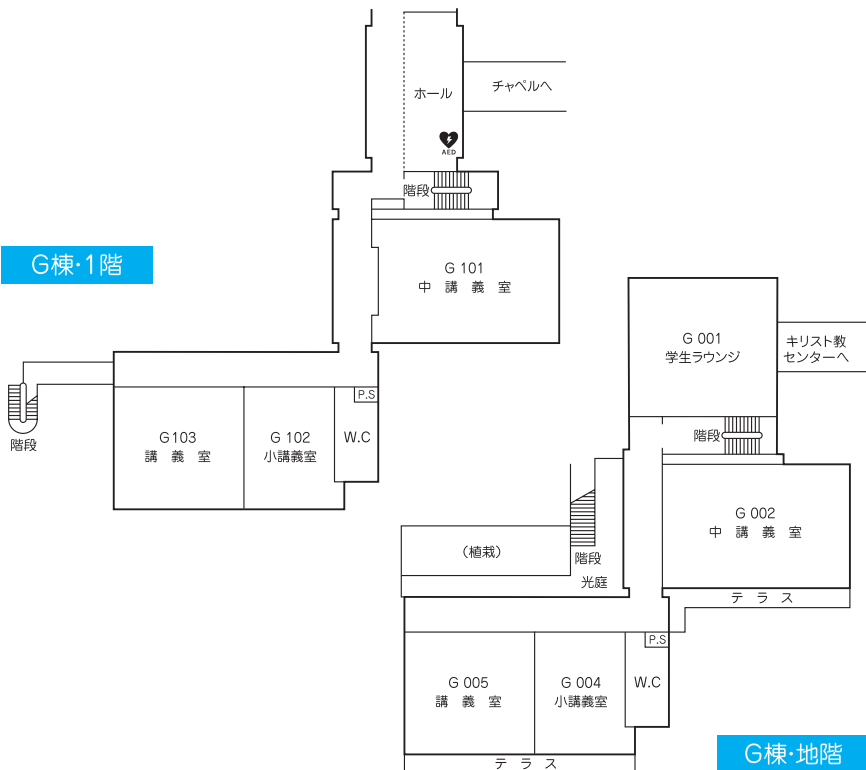 ホール
チャペルへ
AED
階段
G棟・1階
G 101
中 講 義 室
P.S
G 103
講 義 室
G 102
小講義室
W.C
階段
G 001
学生ラウンジ
キリスト教
センターへ
階段
G 002
中 講 義 室
(植栽)
階段
光庭
テ ラ ス
P.S
G 005
講 義 室
G 004
小講義室
W.C
テ ラ ス
G棟・地階